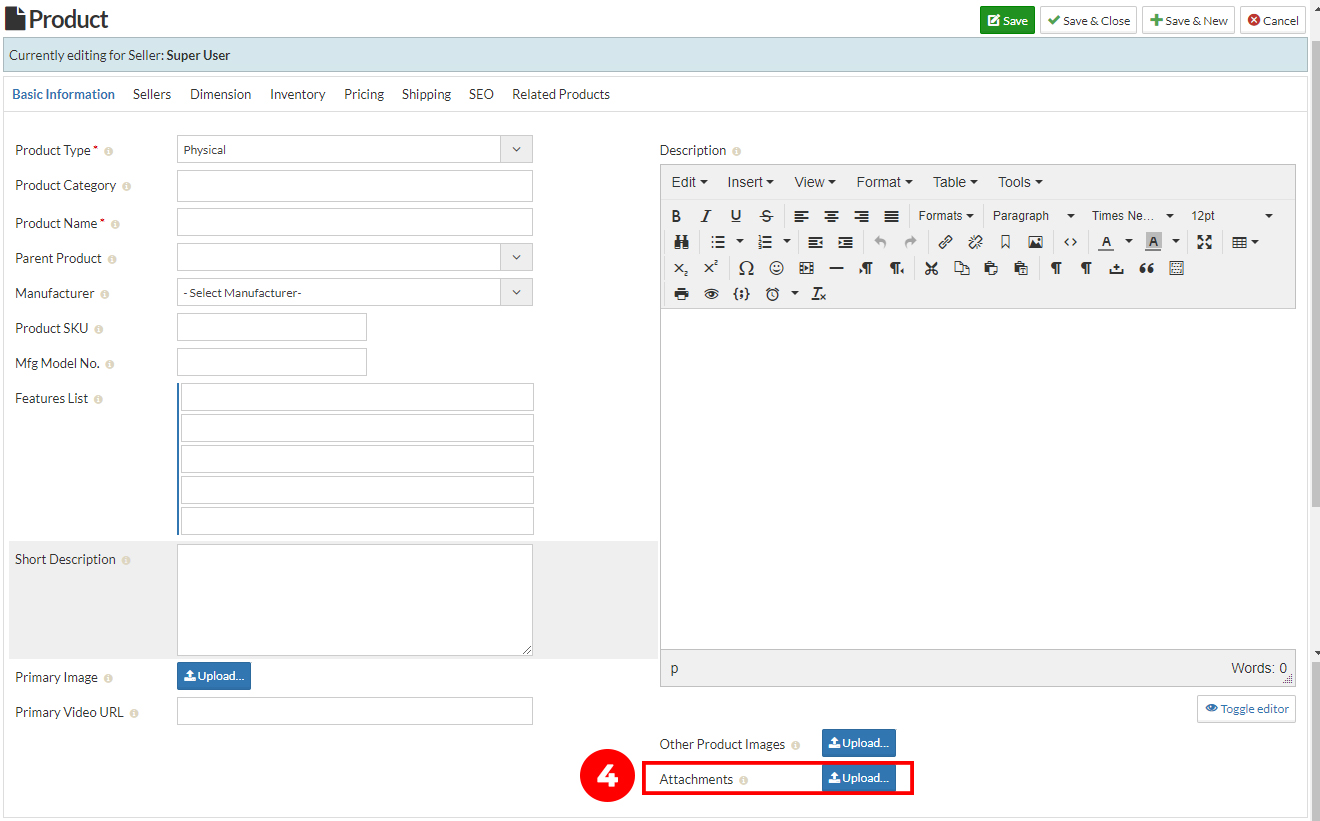 Product
Save
Save & Close
Save & New
Cancel
Currently editing for Seller: Super User
Basic Information
Sellers
Dimension
Inventory
Pricing
Shipping
SEO
Related Products
Product Type *
Physical
Product Category
Product Name *
Parent Product
Manufacturer
- Select Manufacturer-
Product SKU
Mfg Model No.
Features List
Short Description
Primary Image
Upload...
Primary Video URL
Description
Edit
Insert
View
Format
Table
Tools
Formats
Paragraph
Times Ne...
12pt
p
Words: 0
Toggle editor
Other Product Images
Upload...
4
Attachments
Upload...